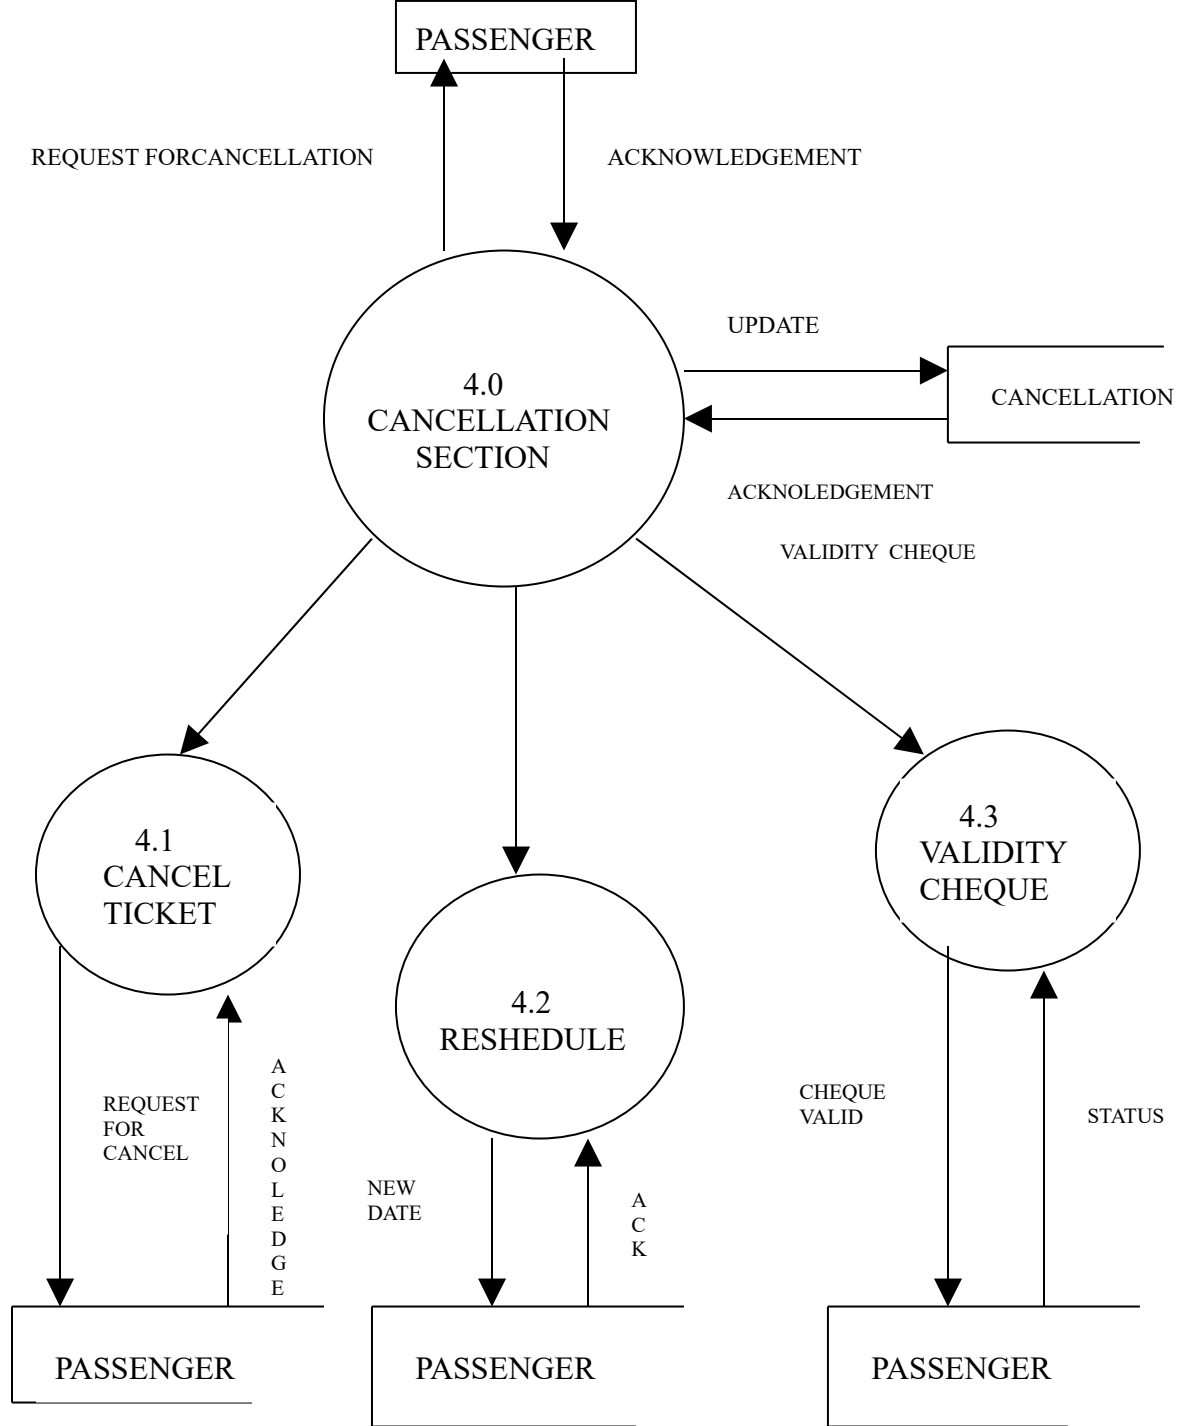 PASSENGER
REQUEST FORCANCELLATION
ACKNOWLEDGEMENT
UPDATE
4.0
CANCELLATION
SECTION
CANCELLATION
ACKNOLEDGEMENT
VALIDITY CHEQUE
4.1
CANCEL
TICKET
4.2
RESHEDULE
4.3
VALIDITY
CHEQUE
REQUEST
FOR
CANCEL
A
C
K
N
O
L
E
D
G
E
NEW
DATE
A
C
K
CHEQUE
VALID
STATUS
PASSENGER
PASSENGER
PASSENGER